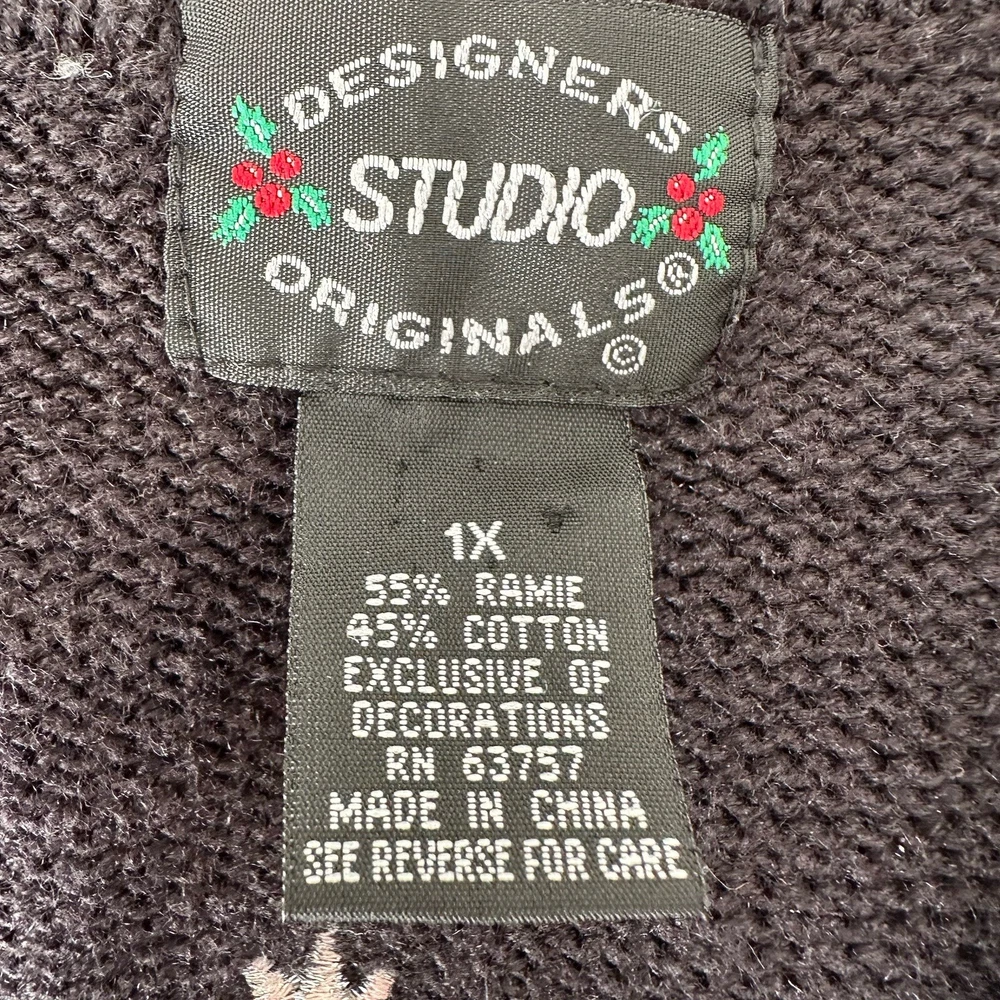 DESIGNERS
STUDIO
ORIGINALS©
©
1X
55% RAMIE
45% COTTON
EXCLUSIVE OF
DECORATIONS
RN 63737
MADE IN CHINA
SEE REVERSE FOR CARE